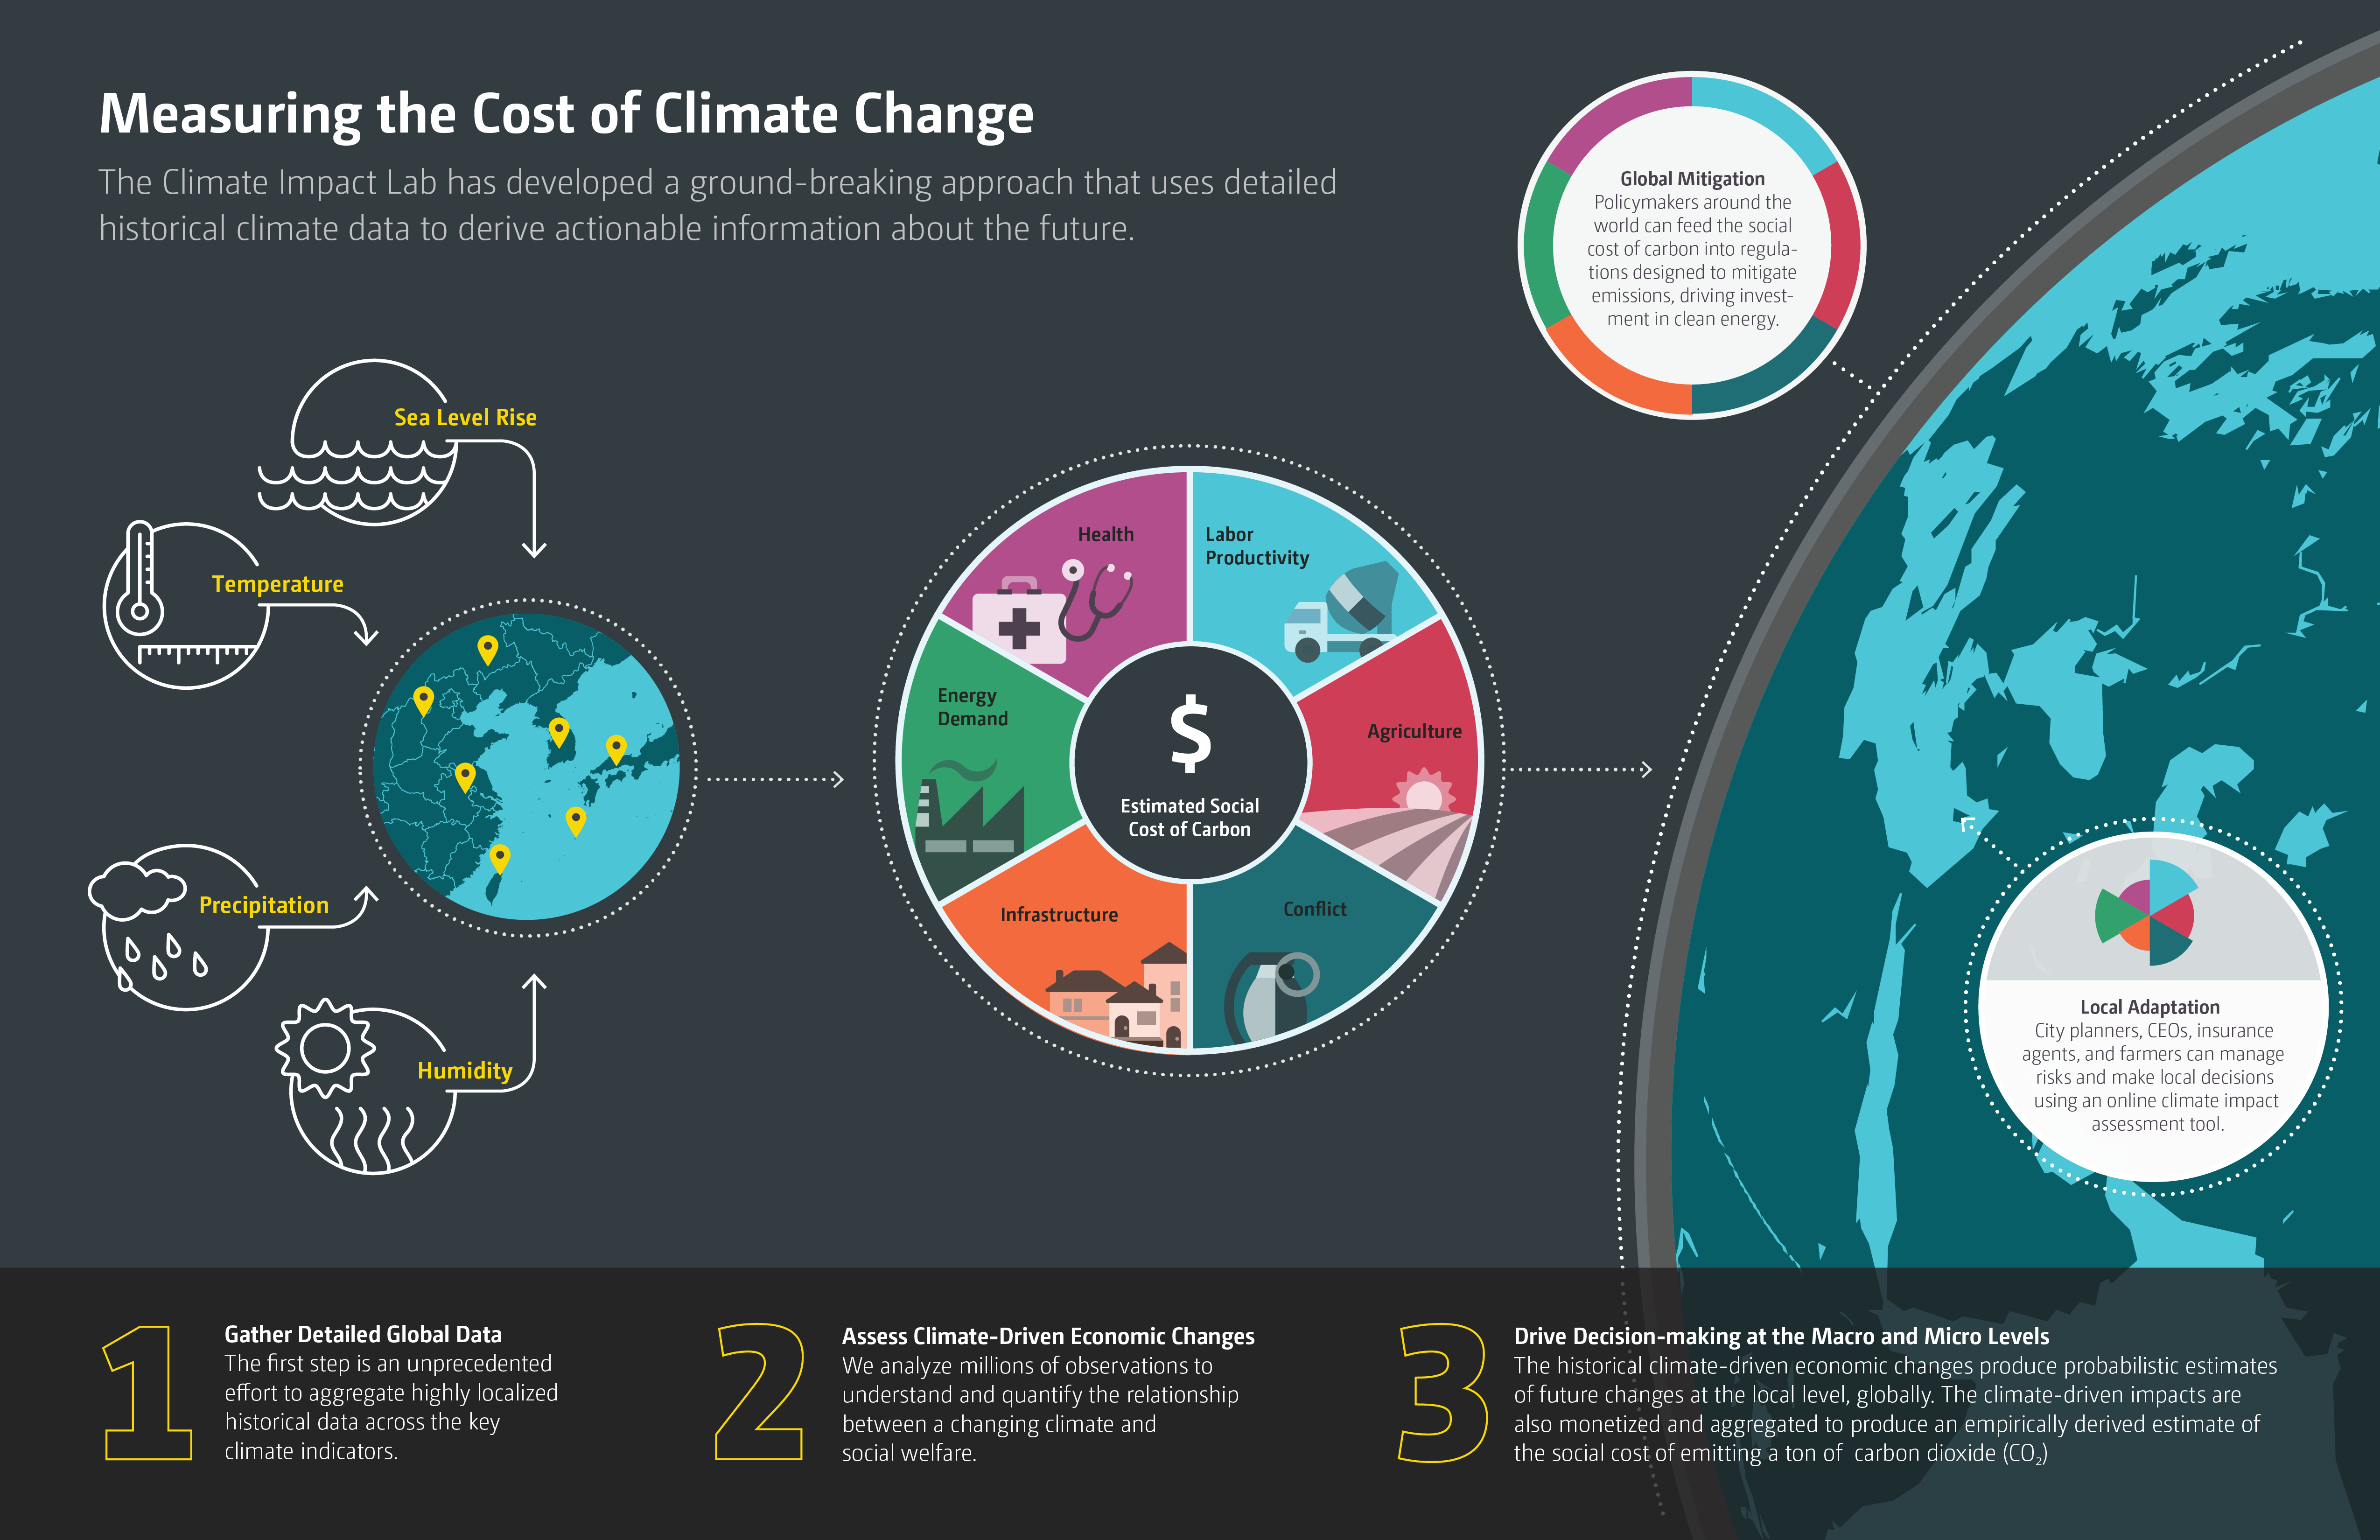 Measuring the Cost of Climate Change
The Climate Impact Lab has developed a ground-breaking approach that uses detailed
historical climate data to derive actionable information about the future.
Global Mitigation
Policymakers around the
world can feed the social
cost of carbon into regula-
tions designed to mitigate
emissions, driving invest-
ment in clean energy.
Sea Level Rise
Temperature
Precipitation
Humidity
Health
Labor
Productivity
Energy
Demand
Agriculture
$
Estimated Social
Cost of Carbon
Infrastructure
Conflict
Local Adaptation
City planners, CEOs, insurance
agents, and farmers can manage
risks and make local decisions
using an online climate impact
assessment tool.
1
Gather Detailed Global Data
The first step is an unprecedented
effort to aggregate highly localized
historical data across the key
climate indicators.
2
Assess Climate-Driven Economic Changes
We analyze millions of observations to
understand and quantify the relationship
between a changing climate and
social welfare.
3
Drive Decision-making at the Macro and Micro Levels
The historical climate-driven economic changes produce probabilistic estimates
of future changes at the local level, globally. The climate-driven impacts are
also monetized and aggregated to produce an empirically derived estimate of
the social cost of emitting a ton of carbon dioxide (CO₂)